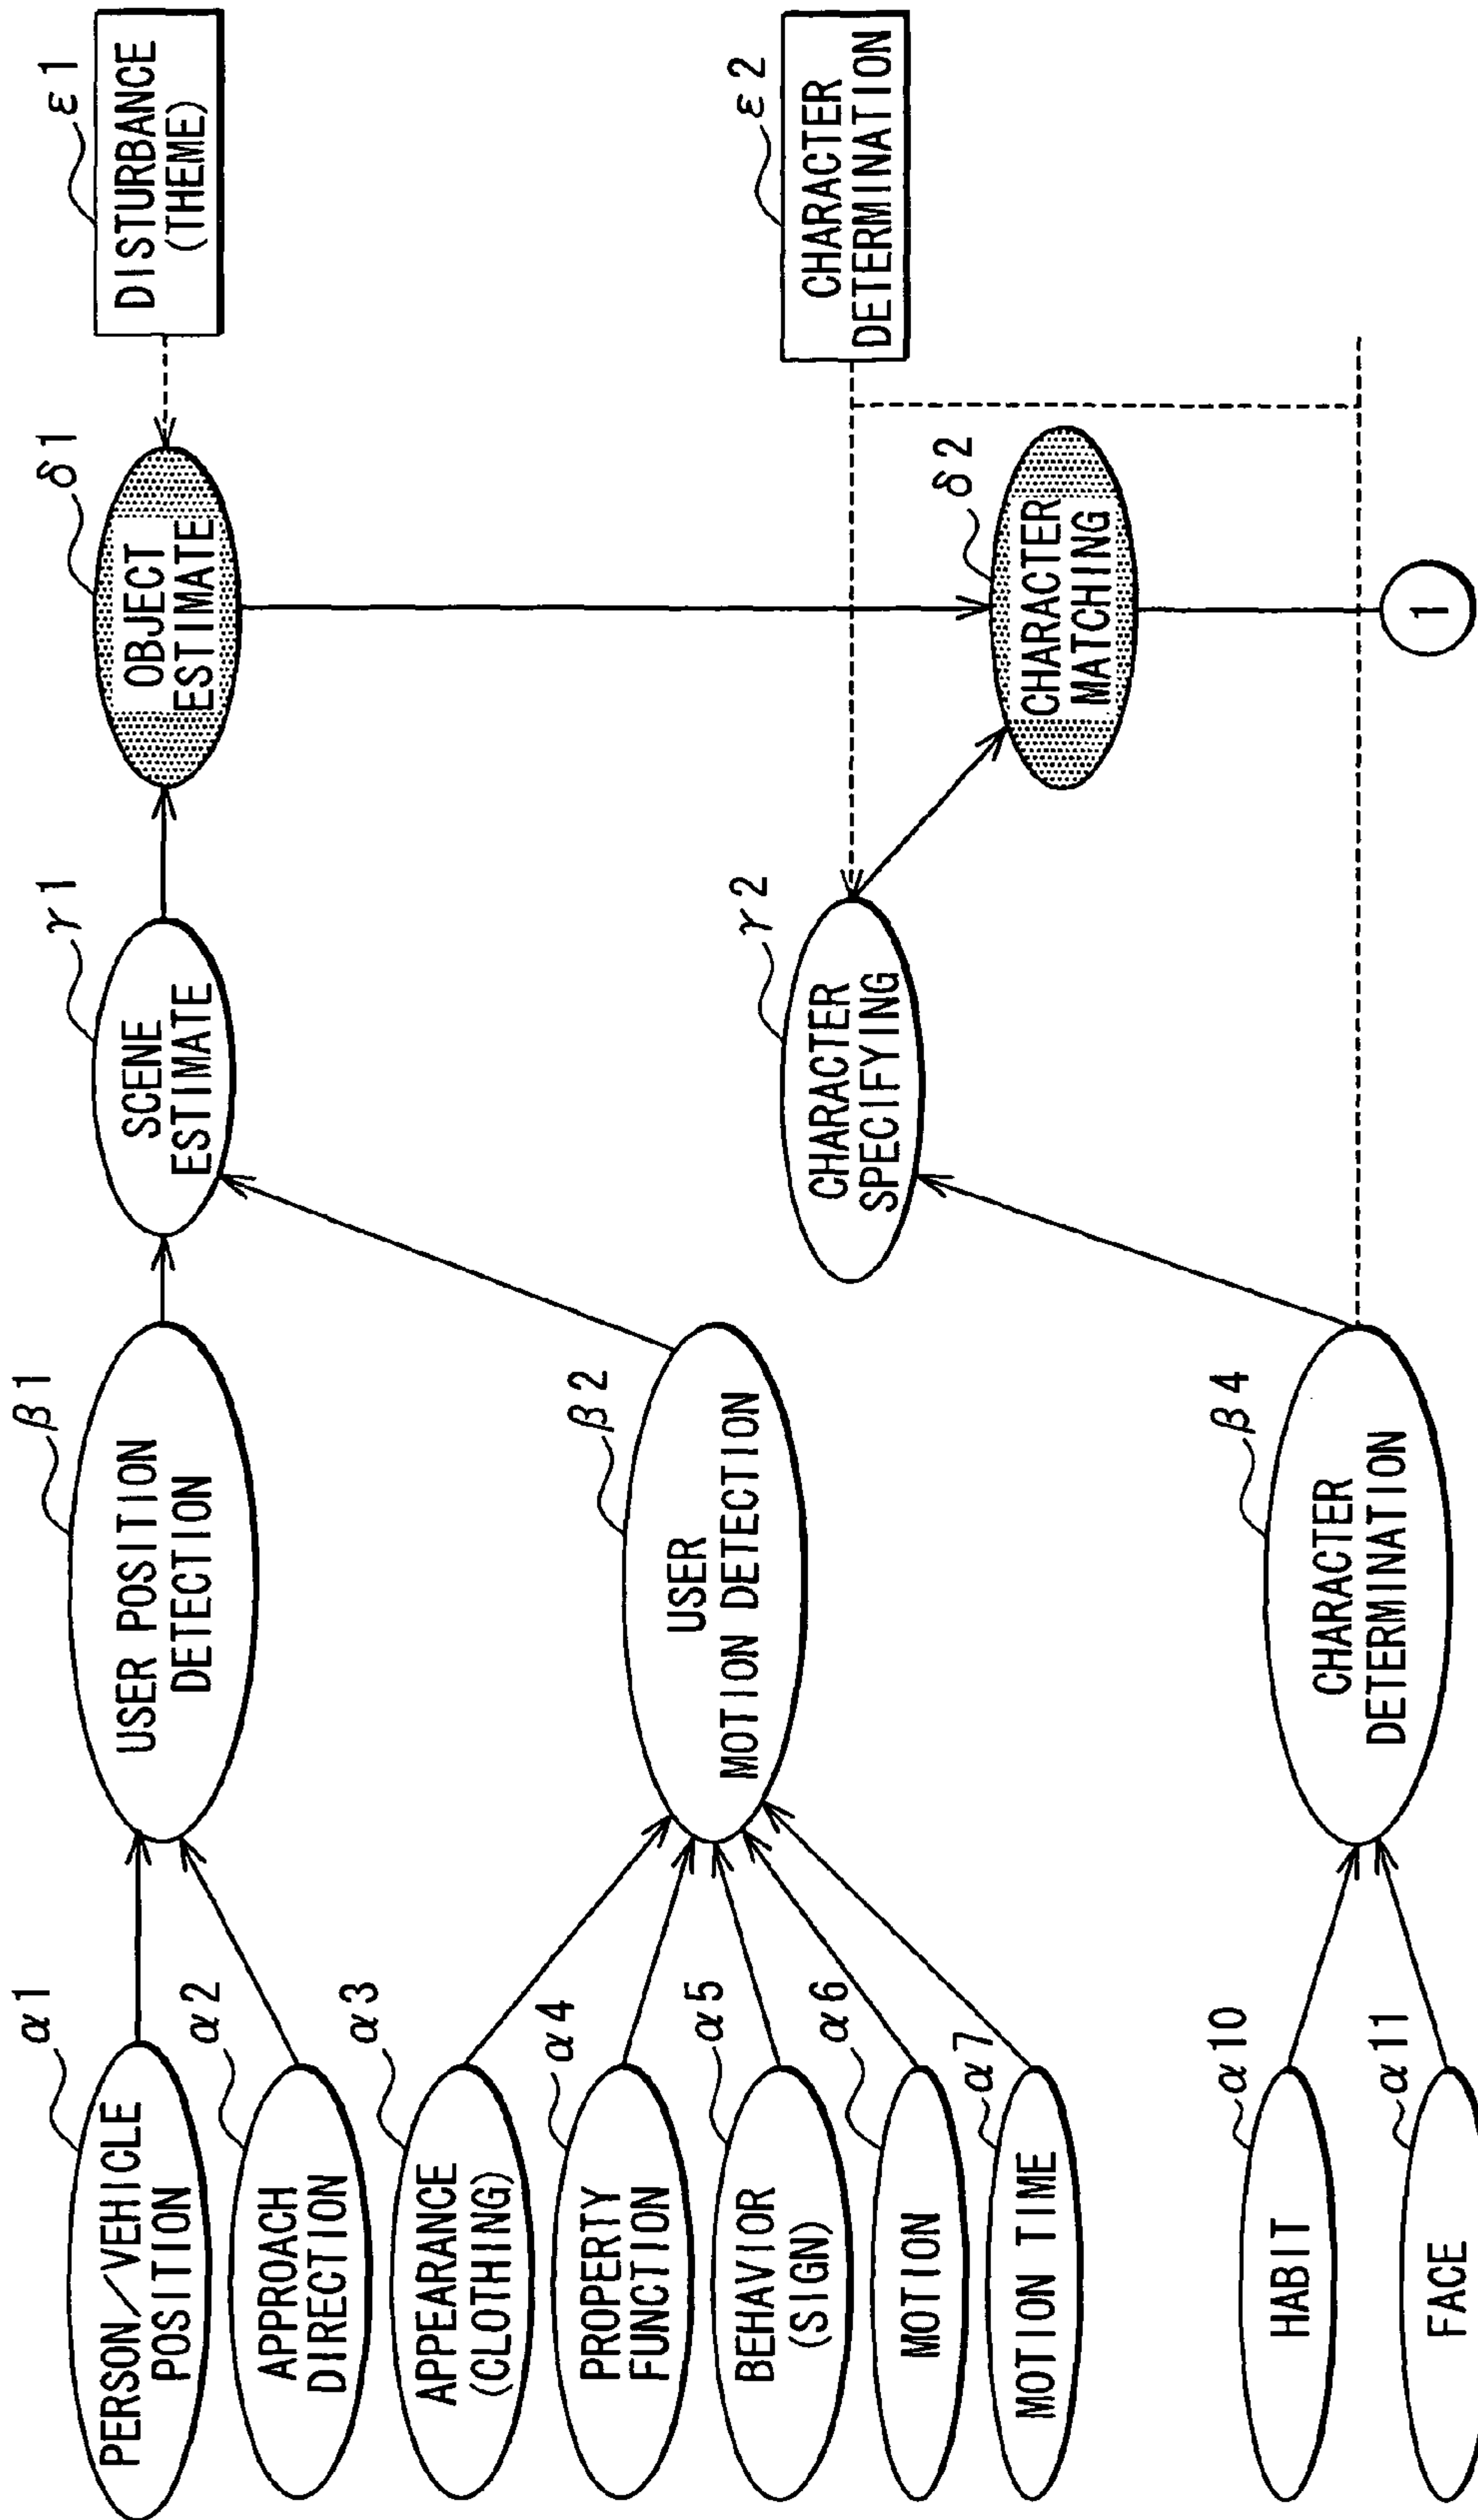 α1
PERSON/VEHICLE
POSITION
α2
APPROACH
DIRECTION
α3
APPEARANCE
(CLOTHING)
α4
PROPERTY
FUNCTION
α5
BEHAVIOR
(SIGN)
α6
MOTION
α7
MOTION TIME
α10
HABIT
α11
FACE
β1
USER POSITION
DETECTION
β2
USER
MOTION DETECTION
β4
CHARACTER
DETERMINATION
γ1
SCENE
ESTIMATE
γ2
CHARACTER
SPECIFYING
δ1
OBJECT
ESTIMATE
δ2
CHARACTER
MATCHING
1
ε1
DISTURBANCE
(THEME)
ε2
CHARACTER
DETERMINATION